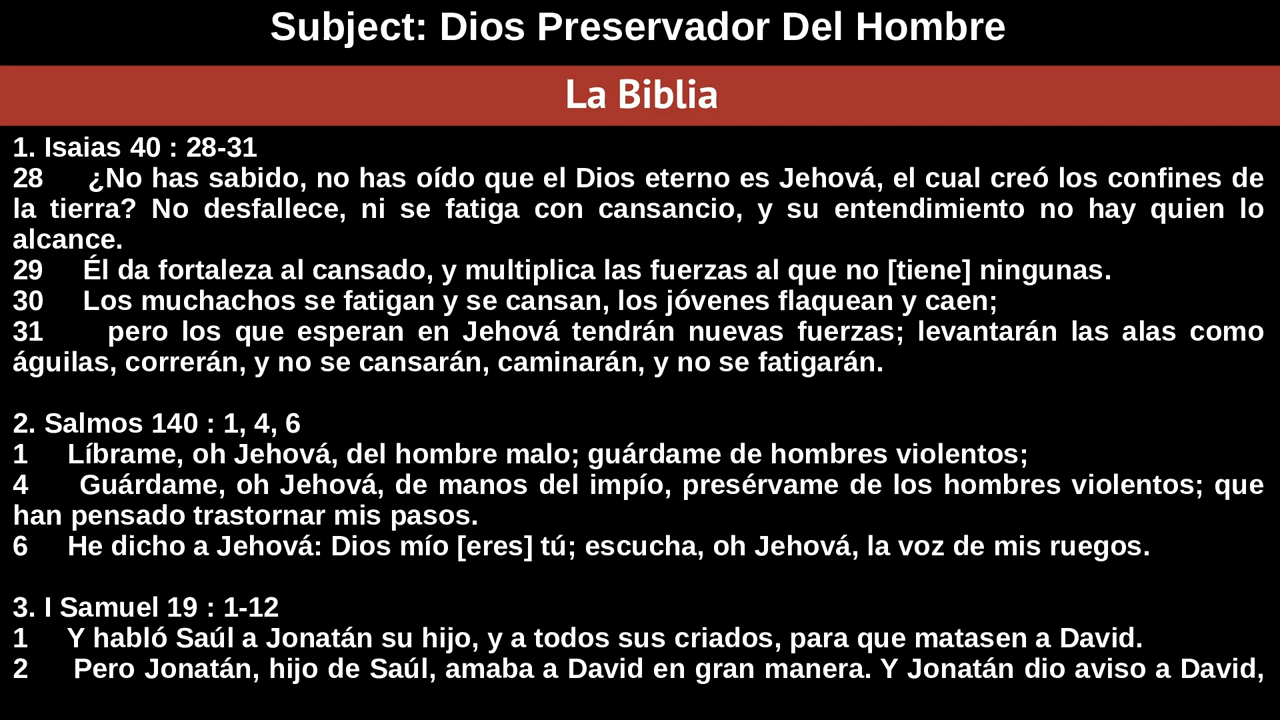 Subject: Dios Preservador Del Hombre
La Biblia
1. Isaias 40 : 28-31
28 ¿No has sabido, no has oído que el Dios eterno es Jehová, el cual creó los confines de
la tierra? No desfallece, ni se fatiga con cansancio, y su entendimiento no hay quien lo
alcance.
29 Él da fortaleza al cansado, y multiplica las fuerzas al que no [tiene] ningunas.
30 Los muchachos se fatigan y se cansan, los jóvenes flaquean y caen;
31 pero los que esperan en Jehová tendrán nuevas fuerzas; levantarán las alas como
águilas, correrán, y no se cansarán, caminarán, y no se fatigarán.
2. Salmos 140 : 1, 4, 6
1 Líbrame, oh Jehová, del hombre malo; guárdame de hombres violentos;
4 Guárdame, oh Jehová, de manos del impío, presérvame de los hombres violentos; que
han pensado trastornar mis pasos.
6 He dicho a Jehová: Dios mío [eres] tú; escucha, oh Jehová, la voz de mis ruegos.
3. I Samuel 19 : 1-12
1 Y habló Saúl a Jonatán su hijo, y a todos sus criados, para que matasen a David.
2 Pero Jonatán, hijo de Saúl, amaba a David en gran manera. Y Jonatán dio aviso a David,